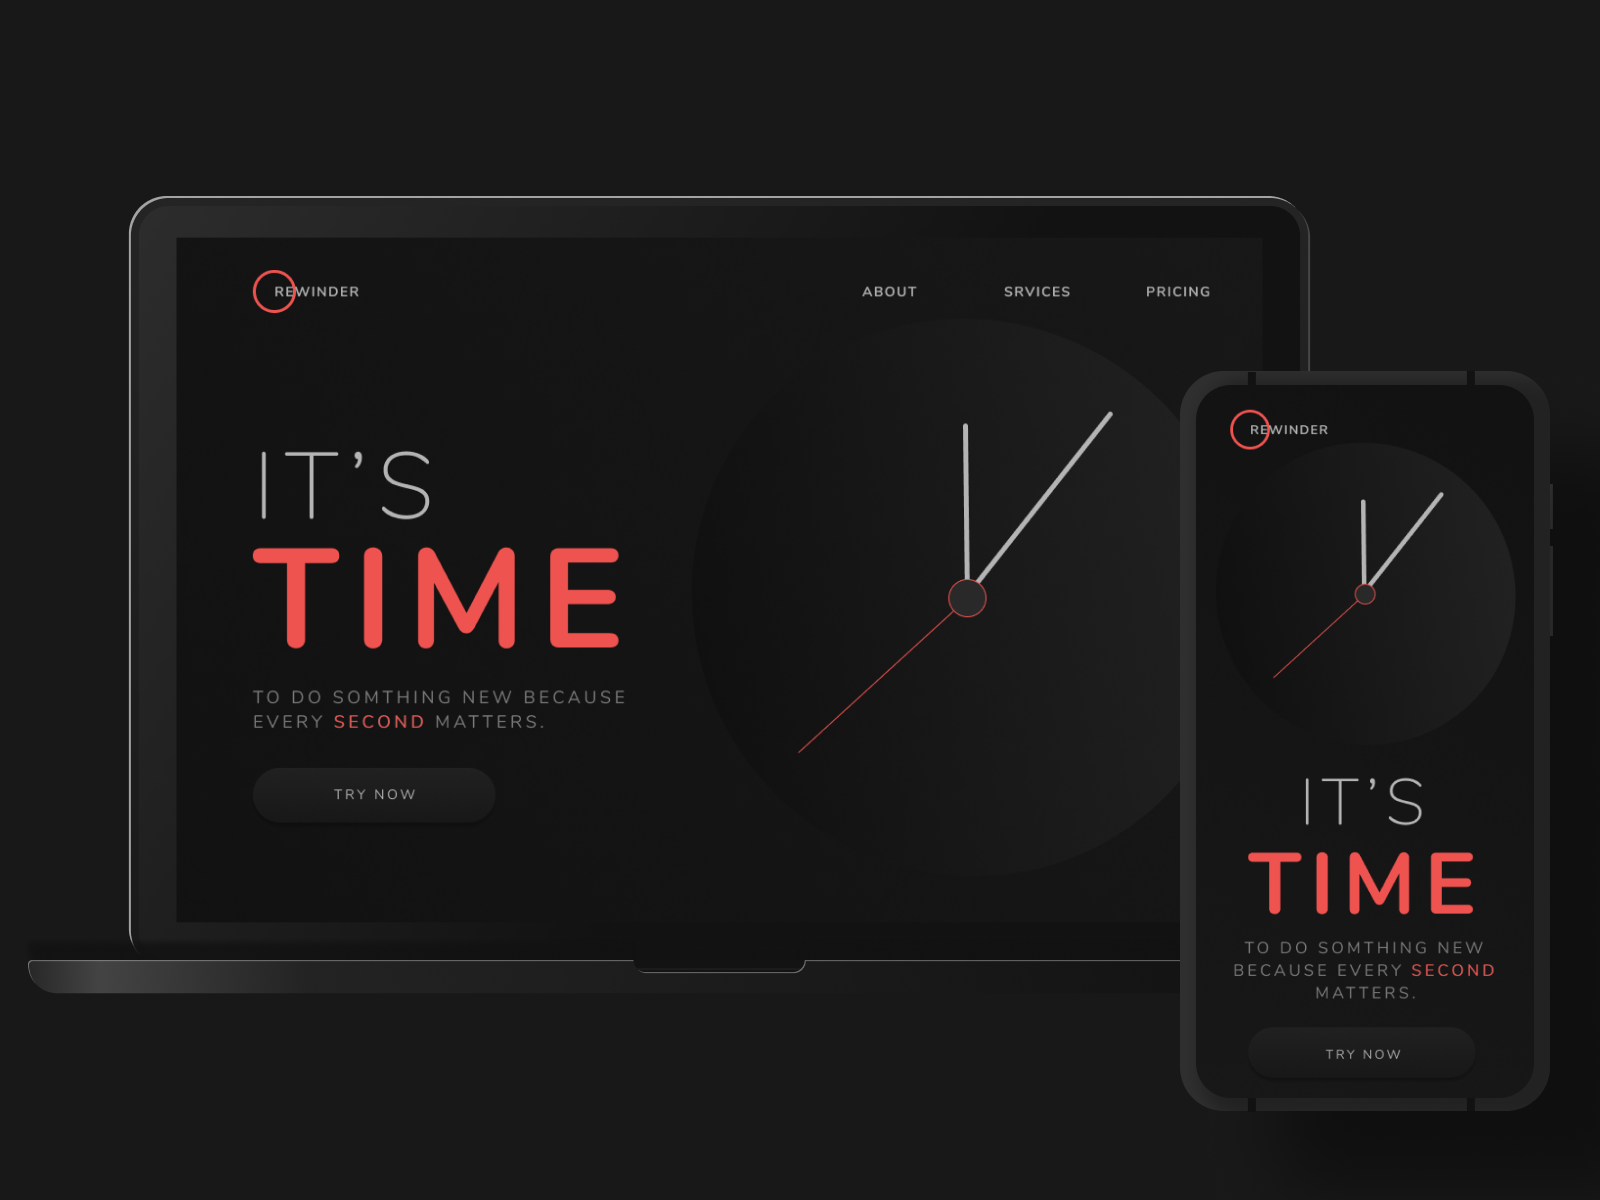 REWINDER
ABOUT
SRVICES
PRICING
IT’S
TIME
TO DO SOMTHING NEW BECAUSE
EVERY SECOND MATTERS.
TRY NOW
REWINDER
IT’S
TIME
TO DO SOMTHING NEW
BECAUSE EVERY SECOND
MATTERS.
TRY NOW